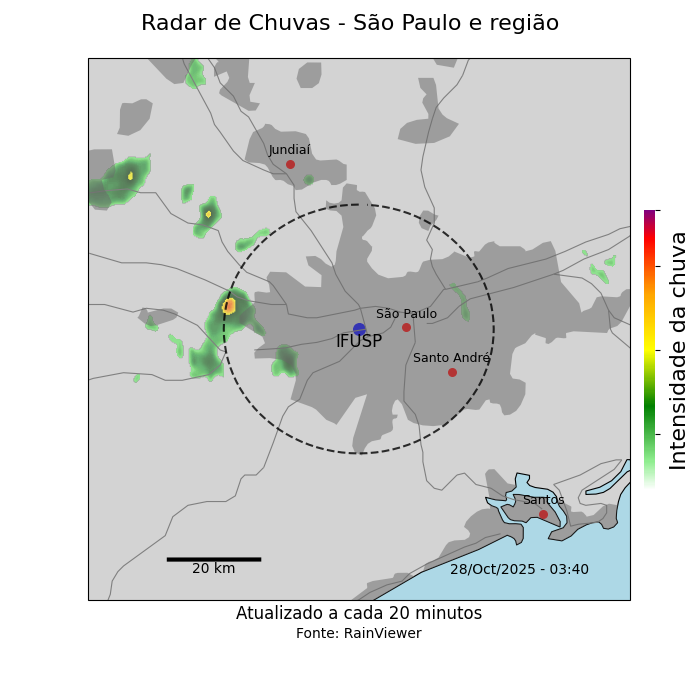 Radar de Chuvas - São Paulo e região
Jundiaí
São Paulo
IFUSP
Santo André
Santos
20 km
28/Oct/2025 - 03:40
Intensidade da chuva
Atualizado a cada 20 minutos
Fonte: RainViewer